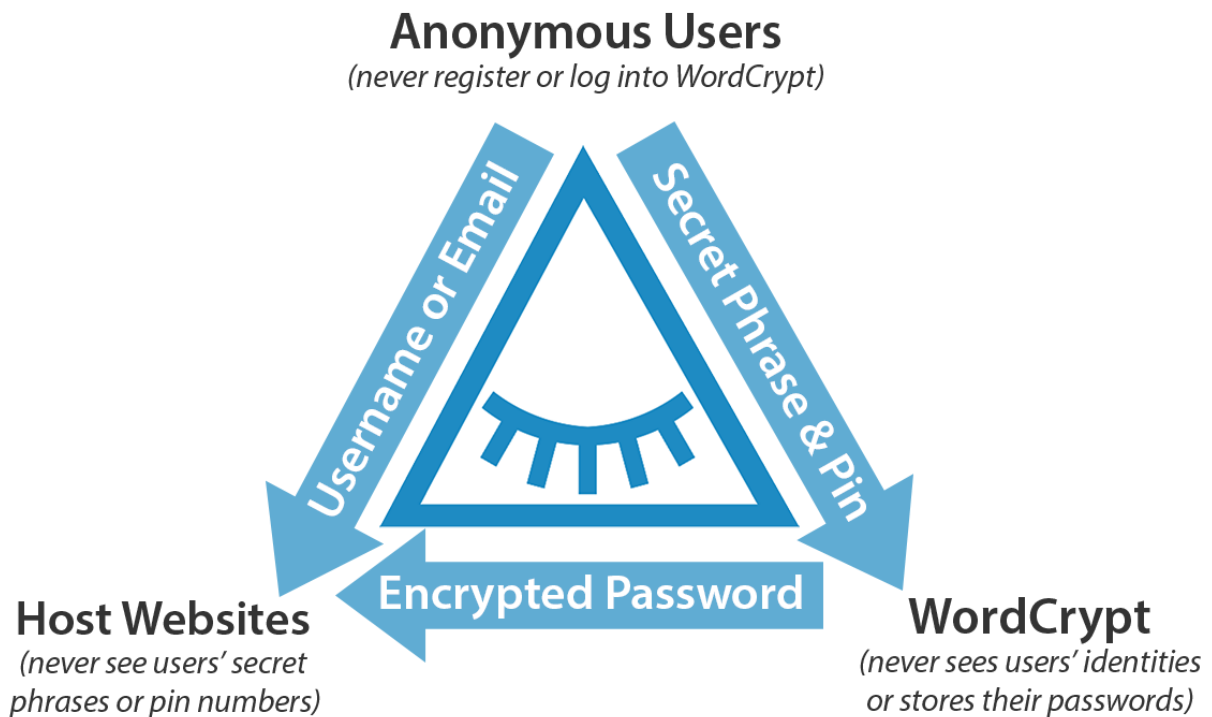 Anonymous Users
(never register or log into WordCrypt)
Username or Email
Secret Phrase & Pin
Encrypted Password
Host Websites
(never see users’ secret
phrases or pin numbers)
WordCrypt
(never sees users’ identities
or stores their passwords)